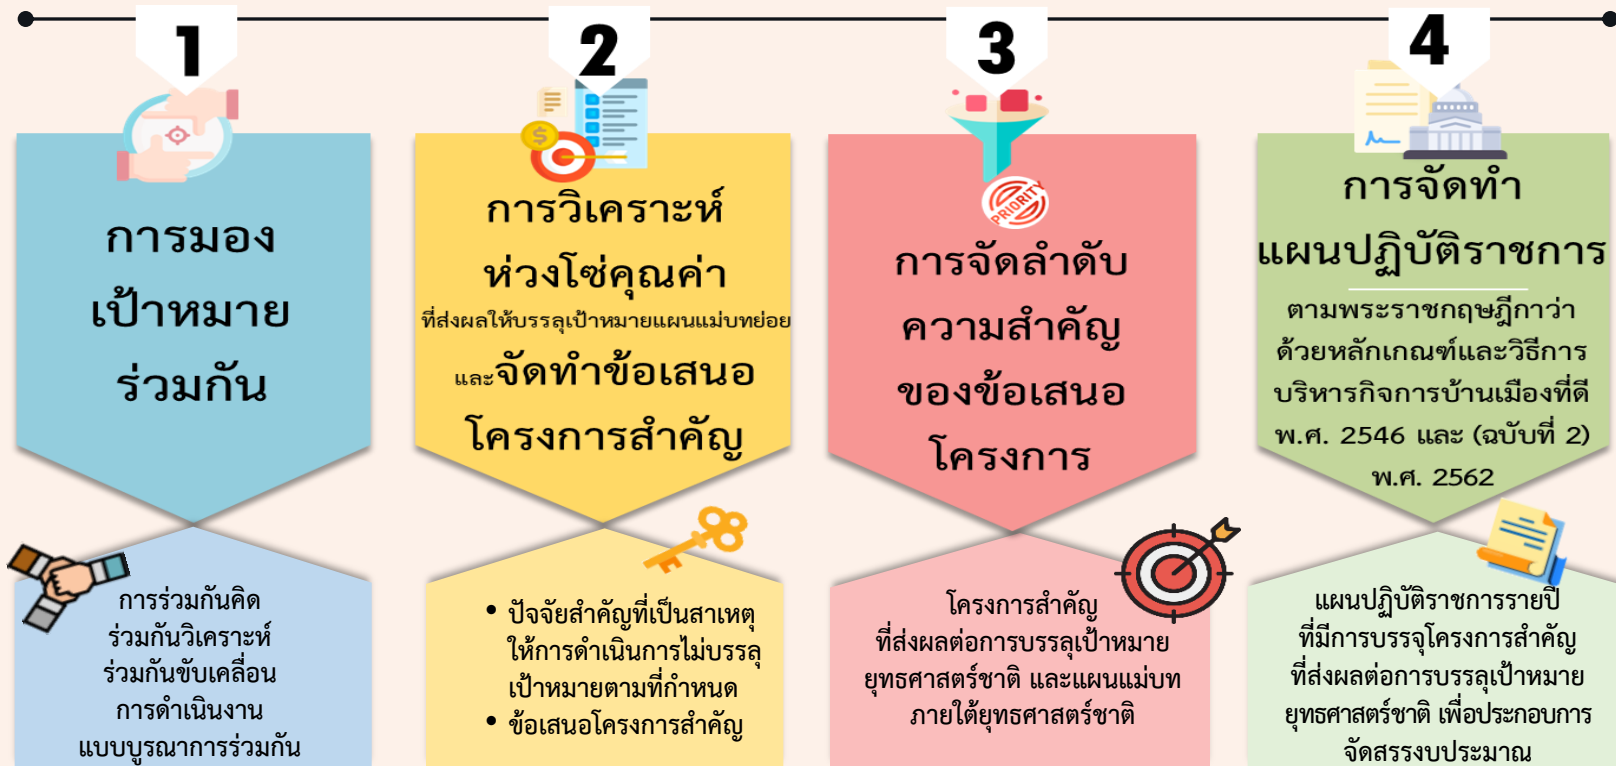 1
การมอง
เป้าหมาย
ร่วมกัน
การร่วมกันคิด
ร่วมกันวิเคราะห์
ร่วมกันขับเคลื่อน
การดำเนินงาน
แบบบูรณาการร่วมกัน
2
การวิเคราะห์
ห่วงโซ่คุณค่า
ที่ส่งผลให้บรรลุเป้าหมายแผนแม่บทย่อย
และจัดทำข้อเสนอ
โครงการสำคัญ
• ปัจจัยสำคัญที่เป็นสาเหตุ
ให้การดำเนินการไม่บรรลุ
เป้าหมายตามที่กำหนด
• ข้อเสนอโครงการสำคัญ
3
PRIORITY
การจัดลำดับ
ความสำคัญ
ของข้อเสนอ
โครงการ
โครงการสำคัญ
ที่ส่งผลต่อการบรรลุเป้าหมาย
ยุทธศาสตร์ชาติ และแผนแม่บท
ภายใต้ยุทธศาสตร์ชาติ
4
การจัดทำ
แผนปฏิบัติราชการ
ตามพระราชกฤษฎีกาว่า
ด้วยหลักเกณฑ์และวิธีการ
บริหารกิจการบ้านเมืองที่ดี
พ.ศ. 2546 และ (ฉบับที่ 2)
พ.ศ. 2562
แผนปฏิบัติราชการรายปี
ที่มีการบรรจุโครงการสำคัญ
ที่ส่งผลต่อการบรรลุเป้าหมาย
ยุทธศาสตร์ชาติ เพื่อประกอบการ
จัดสรรงบประมาณ